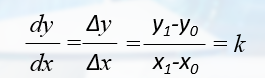 dy/dx = Δy/Δx = y₁-y₀/x₁-x₀ = k